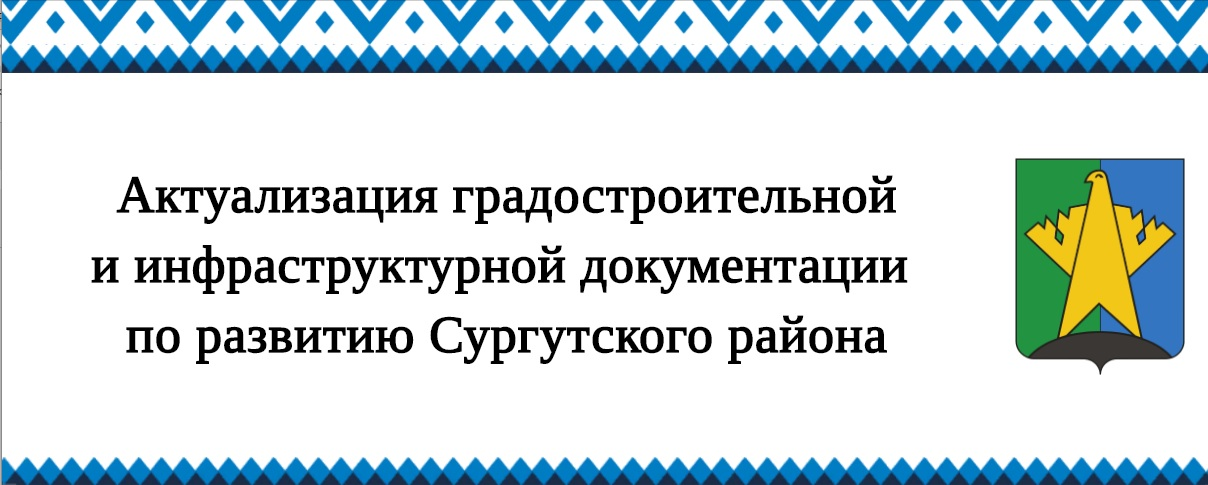 Актуализация градостроительной
и инфраструктурной документации
по развитию Сургутского района